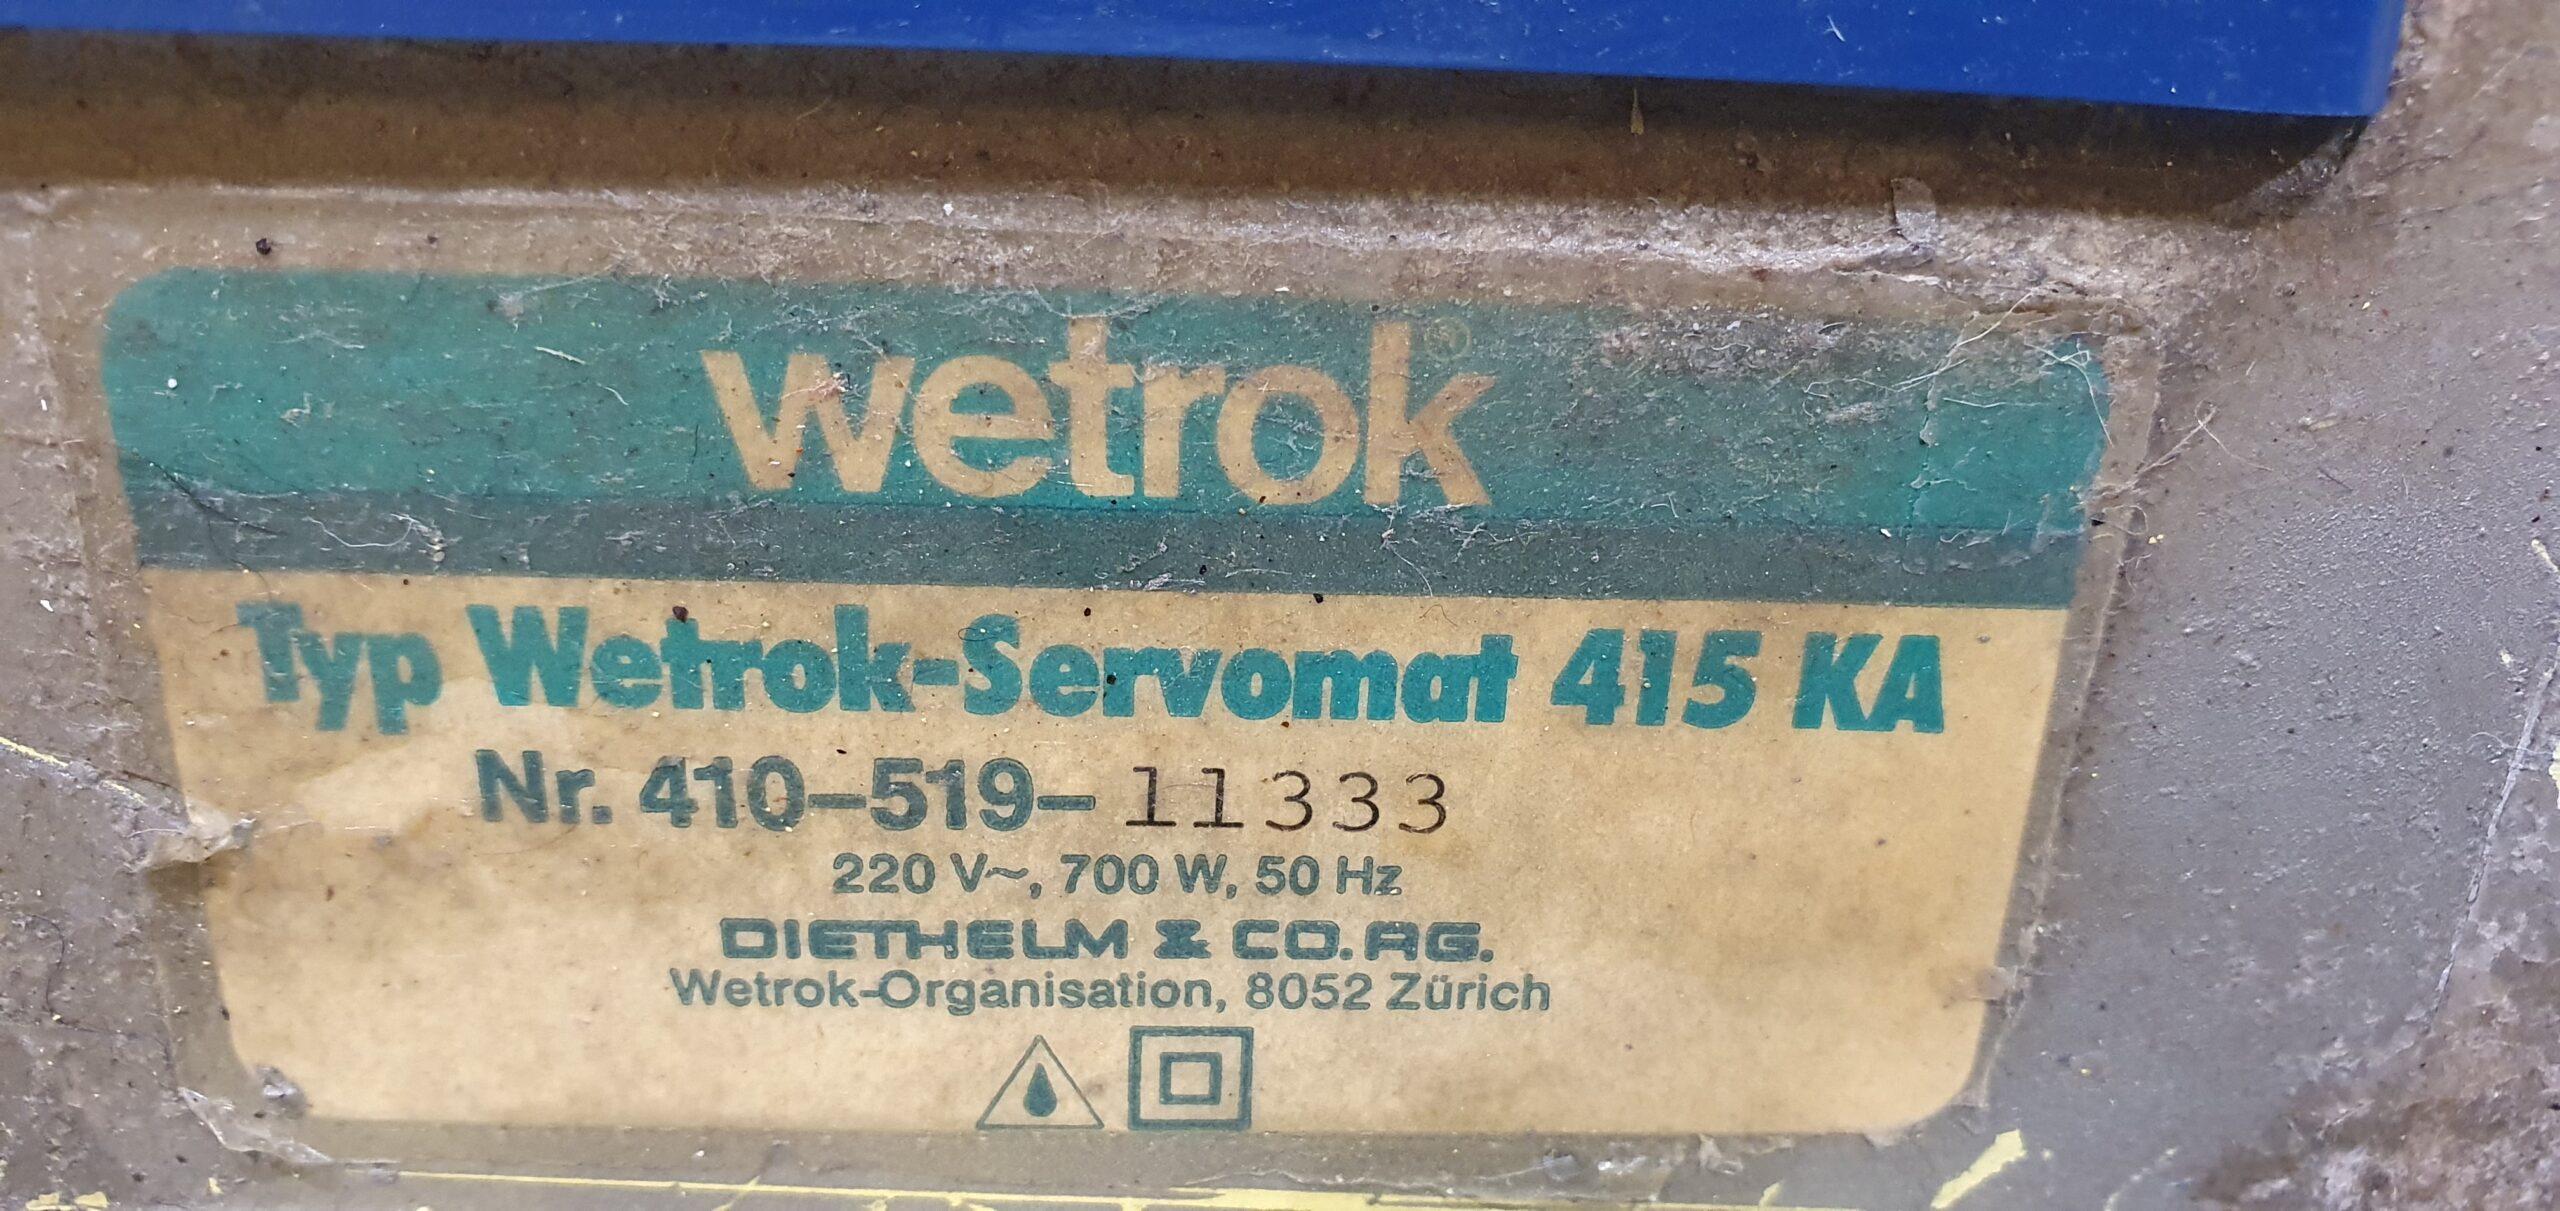 wetrok®
Typ Wetrok-Servomat 415 KA
Nr. 410-519-11333
220 V~, 700 W, 50 Hz
DIETHELM & CO. AG.
Wetrok-Organisation, 8052 Zürich